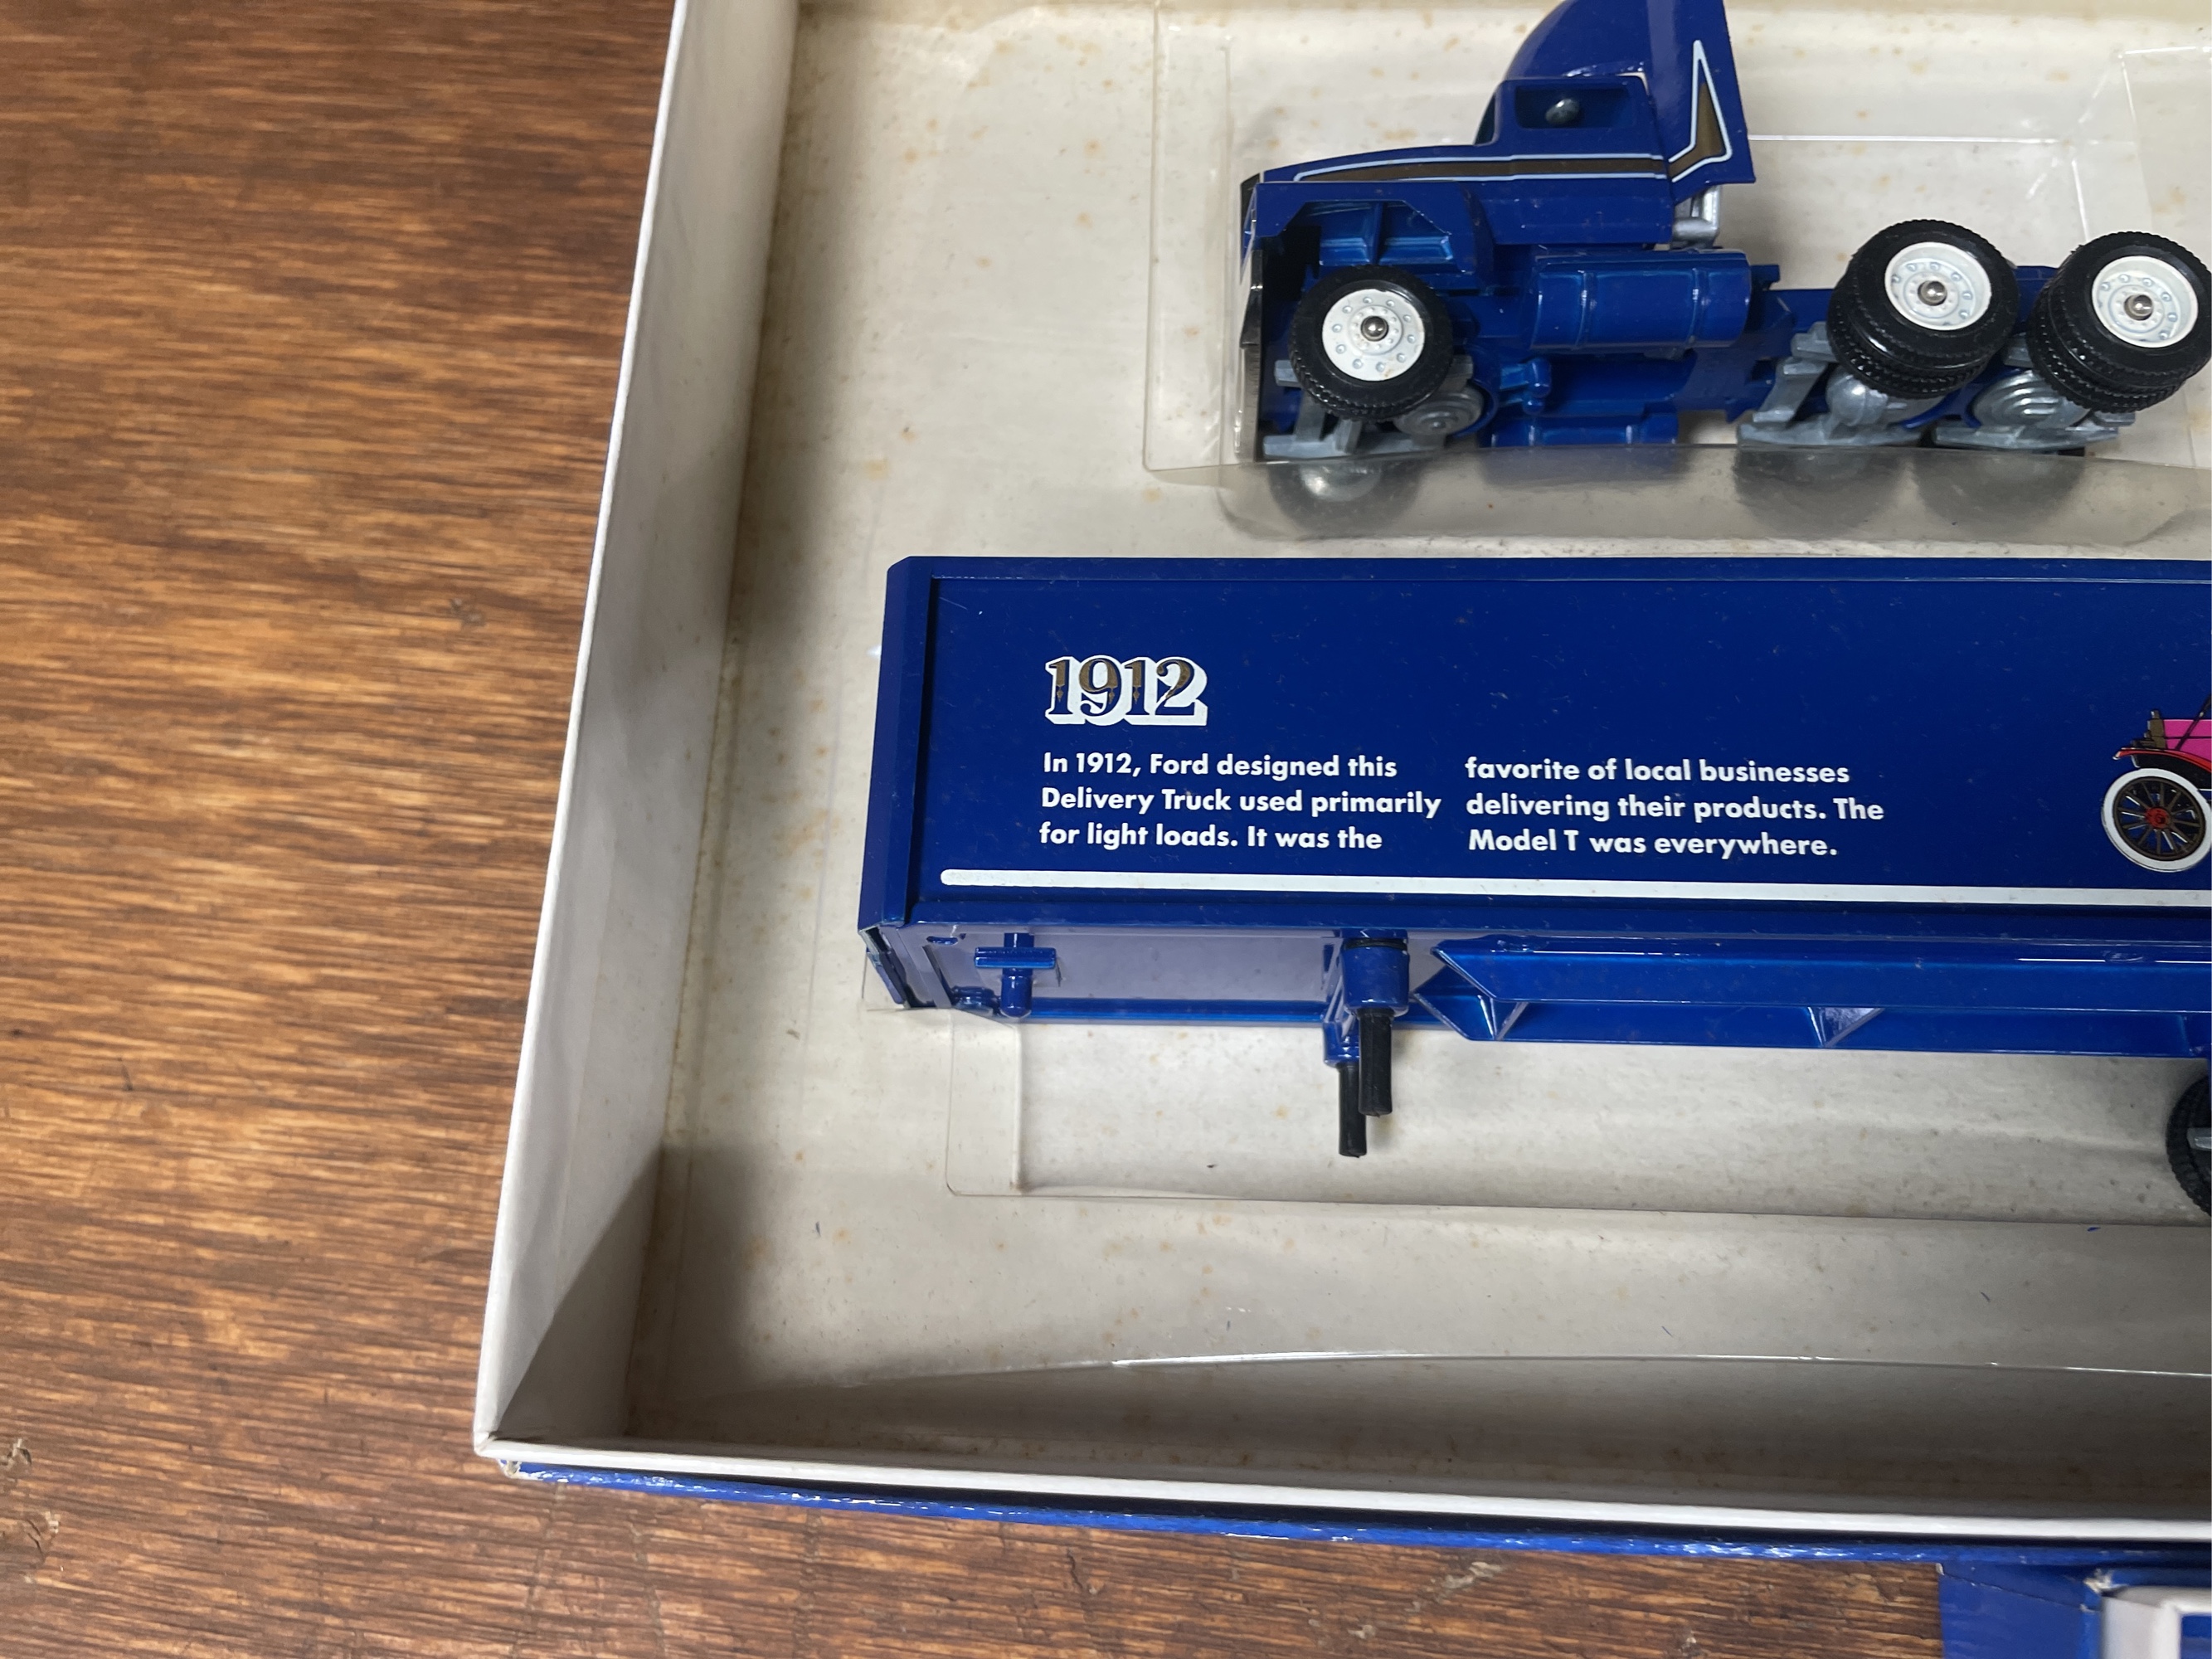 1912
In 1912, Ford designed this
Delivery Truck used primarily
for light loads. It was the
favorite of local businesses
delivering their products. The
Model T was everywhere.